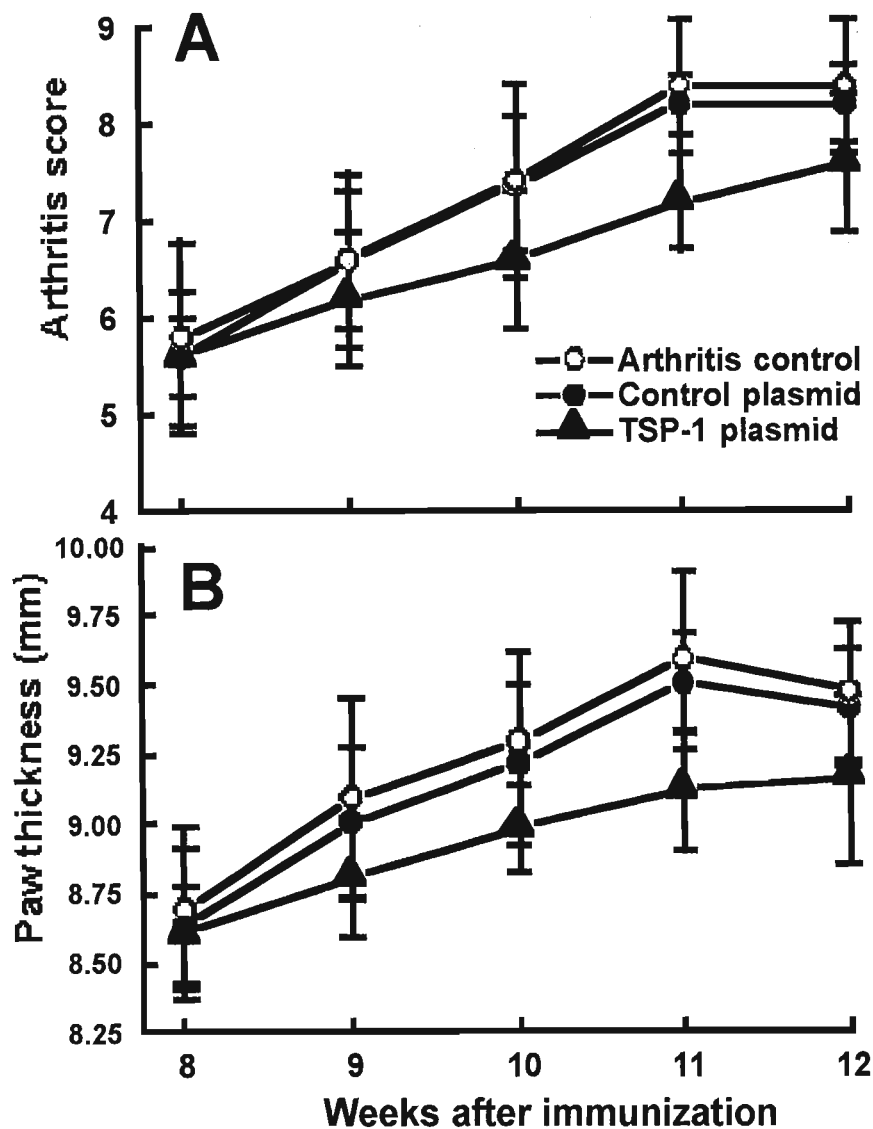 A
Arthritis score
9
8
7
6
5
4
Arthritis control
Control plasmid
TSP-1 plasmid
B
Paw thickness (mm)
10.00
9.75
9.50
9.25
9.00
8.75
8.50
8.25
8 9 10 11 12
Weeks after immunization